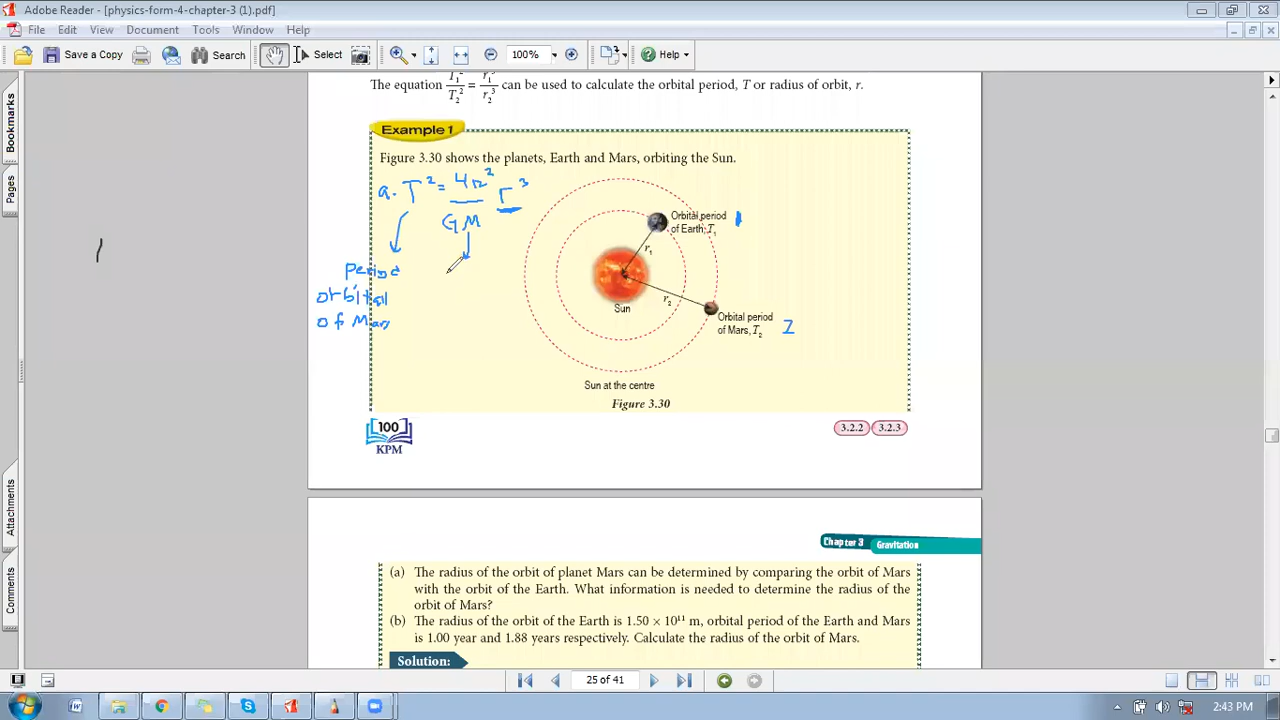 Adobe Reader - [physics-form-4-chapter-3 (1).pdf]
File Edit View Document Tools Window Help
Save a Copy Search Select 100% Help
The equation T₁²/T₂² = r₁³/r₂³ can be used to calculate the orbital period, T or radius of orbit, r.
Example 1
Figure 3.30 shows the planets, Earth and Mars, orbiting the Sun.
a. T² = 4π²/GM r³
Period
orbital
of Mars
Orbital period
of Earth, T₁
1
r₁
r₂
Sun
Orbital period
of Mars, T₂
2
Sun at the centre
Figure 3.30
100
KPM
3.2.2 3.2.3
Chapter 3 Gravitation
(a) The radius of the orbit of planet Mars can be determined by comparing the orbit of Mars
with the orbit of the Earth. What information is needed to determine the radius of the
orbit of Mars?
(b) The radius of the orbit of the Earth is 1.50 × 10¹¹ m, orbital period of the Earth and Mars
is 1.00 year and 1.88 years respectively. Calculate the radius of the orbit of Mars.
Solution:
Bookmarks
Pages
Attachments
Comments
25 of 41
2:43 PM